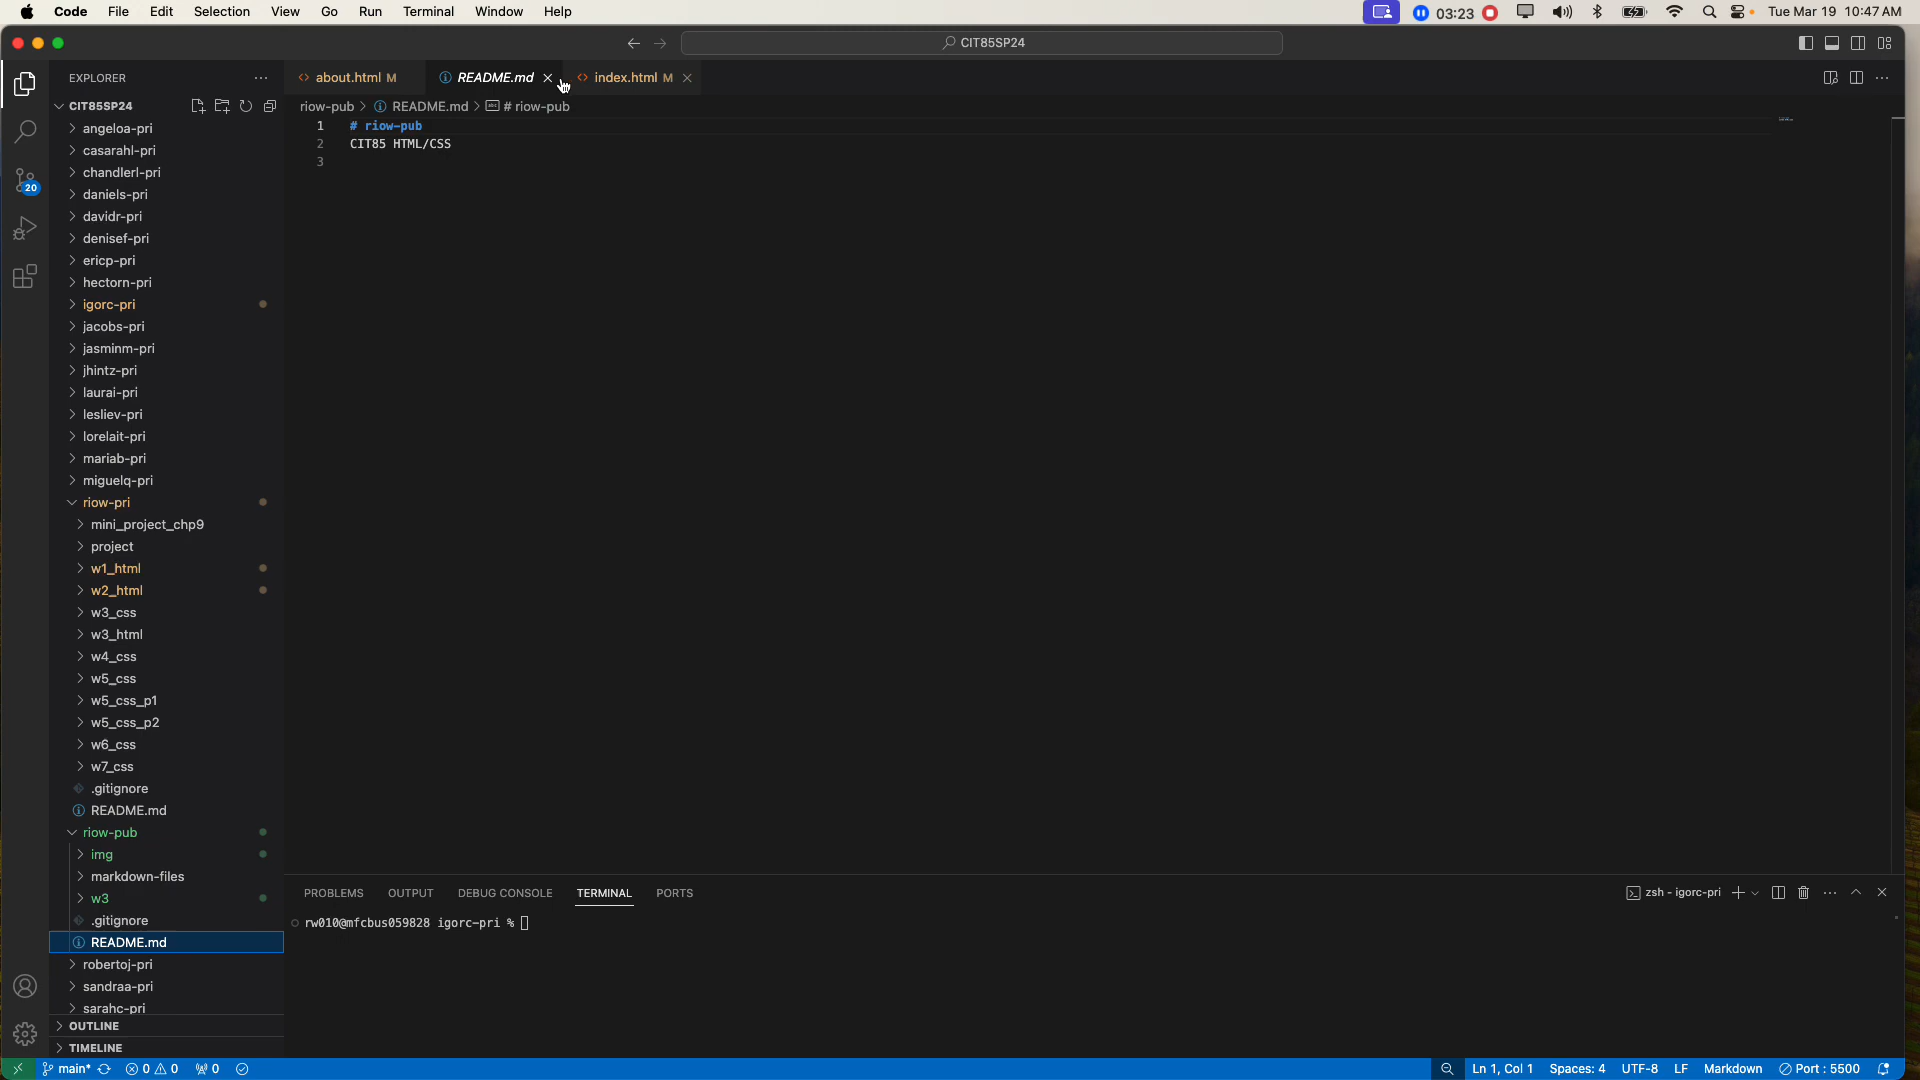 Code File Edit Selection View Go Run Terminal Window Help 03:23 Tue Mar 19 10:47 AM
CIT85SP24
EXPLORER
about.html M README.md index.html M
riow-pub > README.md > # riow-pub
CIT85SP24
angeloa-pri
casarahl-pri
chandlerl-pri
daniels-pri
davidr-pri
denisef-pri
ericp-pri
hectorn-pri
igorc-pri
jacobs-pri
jasminm-pri
jhintz-pri
laurai-pri
lesliev-pri
lorelait-pri
mariab-pri
miguelq-pri
riow-pri
mini_project_chp9
project
w1_html
w2_html
w3_css
w3_html
w4_css
w5_css
w5_css_p1
w5_css_p2
w6_css
w7_css
.gitignore
README.md
riow-pub
img
markdown-files
w3
.gitignore
README.md
robertoj-pri
sandraa-pri
sarahc-pri
OUTLINE
TIMELINE
20
1 # riow-pub
2 CIT85 HTML/CSS
3
PROBLEMS OUTPUT DEBUG CONSOLE TERMINAL PORTS
zsh - igorc-pri
rw010@mfcbus059828 igorc-pri %
main* 0 0 0 Ln 1, Col 1 Spaces: 4 UTF-8 LF Markdown Port : 5500